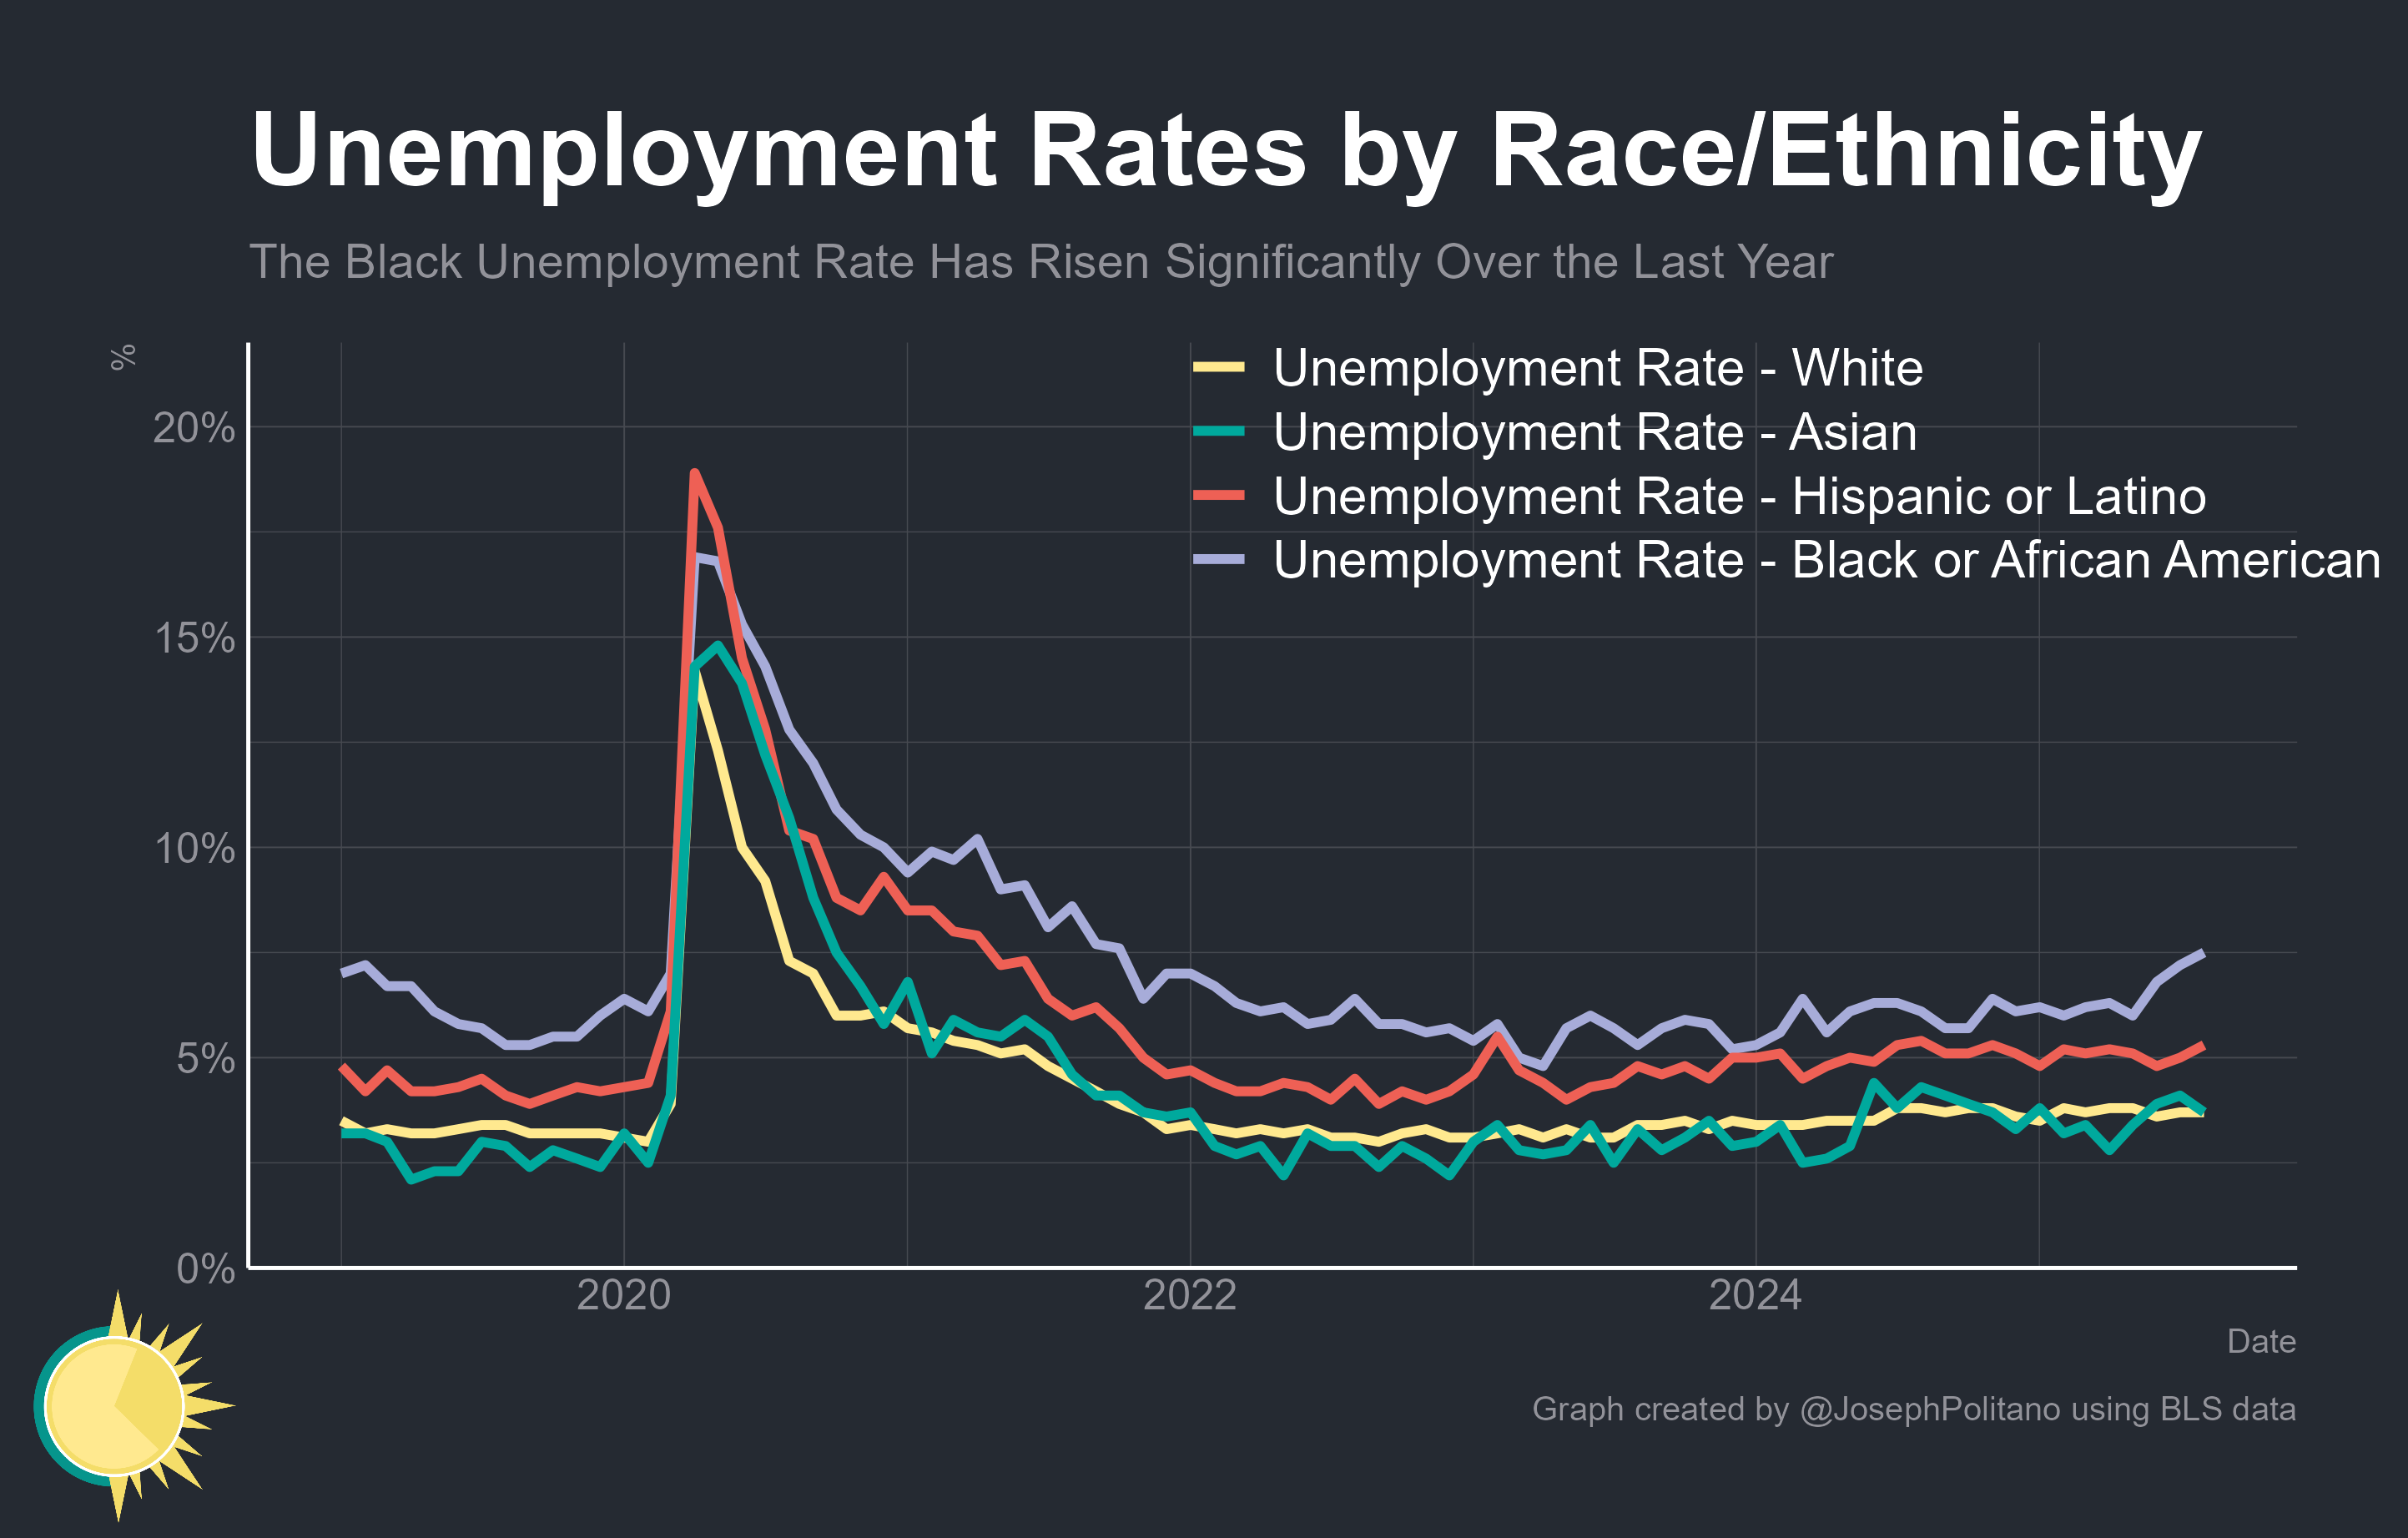 Unemployment Rates by Race/Ethnicity
The Black Unemployment Rate Has Risen Significantly Over the Last Year
%
Unemployment Rate - White
Unemployment Rate - Asian
Unemployment Rate - Hispanic or Latino
Unemployment Rate - Black or African American
20%
15%
10%
5%
0%
2020 2022 2024
Date
Graph created by @JosephPolitano using BLS data